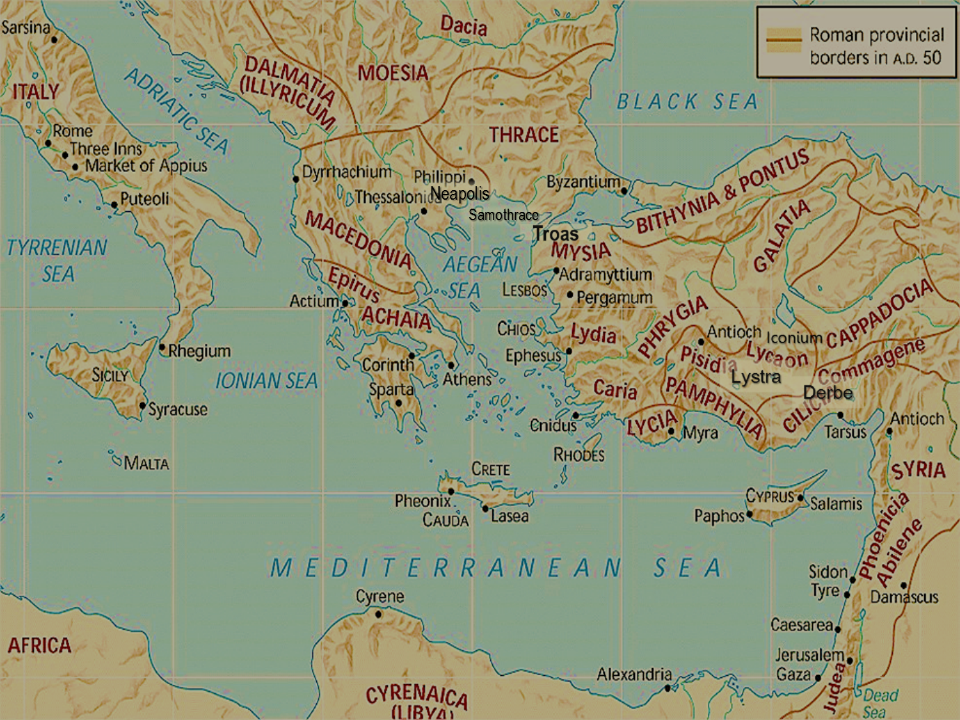 Sarsina
Dacia
Roman provincial
borders in A.D. 50
ITALY
ADRIATIC SEA
DALMATIA
(ILLYRICUM
MOESIA
BLACK SEA
THRACE
Rome
Three Inns
Market of Appius
Puteoli
Dyrrhachium
Philippi
Thessalonica
Neapolis
Samothrace
Byzantium
BITHYNIA & PONTUS
GALATIA
TYRRENIAN
SEA
MACEDONIA
AEGEAN
SEA
Troas
MYSIA
Adramyttium
LESBOS
Pergamum
Epirus
Actium
ACHAIA
CHIOS
Lydia
PHRYGIA
CAPPADOCIA
Antioch
Iconium
Rhegium
SICILY
IONIAN SEA
Corinth
Athens
Sparta
Ephesus
Pisidia
Lycaon
Commagene
Lystra
Derbe
Syracuse
Caria
PAMPHYLIA
CILIC
Cnidus
LYCIA
Myra
Tarsus
Antioch
MALTA
RHODES
CRETE
SYRIA
Pheonix
CAUDA
Lasea
CYPRUS
Salamis
Paphos
Phoenicia
Abilene
MEDITERRANEAN SEA
Sidon
Tyre
Damascus
Cyrene
Caesarea
AFRICA
Jerusalem
Gaza
Judea
Alexandria
Dead
Sea
CYRENAICA
(LIBYA)